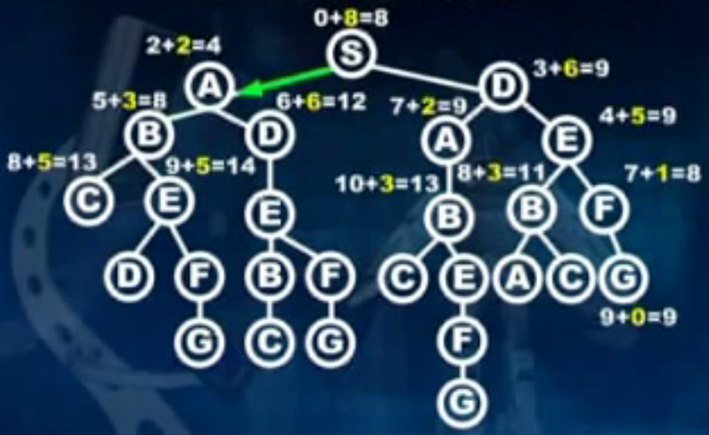 0+8=8
S
2+2=4
A
D
3+6=9
5+3=8
B
6+6=12
D
7+2=9
A
E
4+5=9
8+5=13
C
9+5=14
E
E
10+3=13
B
8+3=11
B
7+1=8
F
D
F
B
F
C
E
A
C
G
9+0=9
G
C
G
F
G